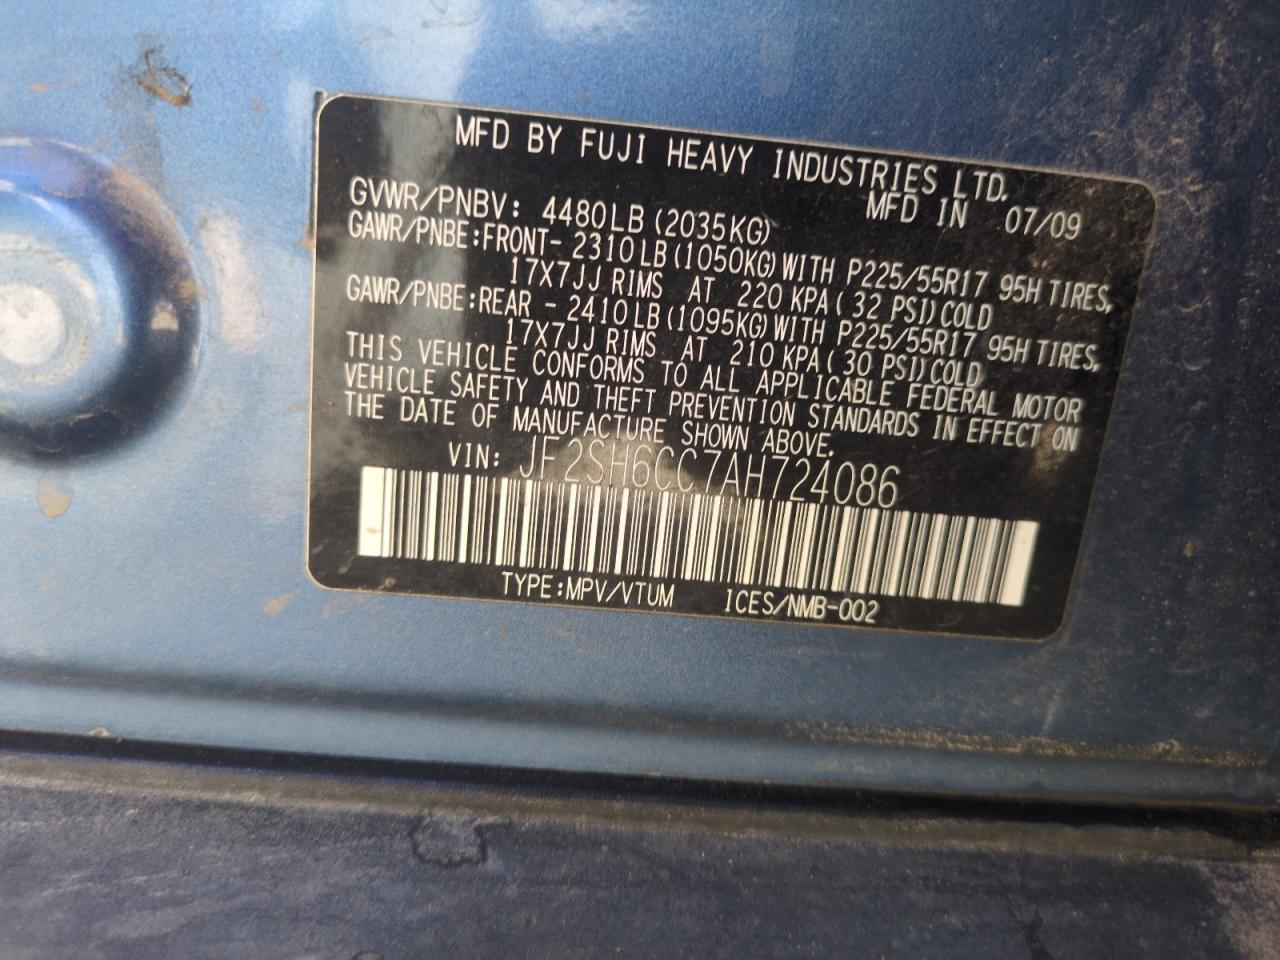 MFD BY FUJI HEAVY INDUSTRIES LTD.
MFD IN 07/09
GVWR/PNBV: 4480LB (2035KG)
GAWR/PNBE:FRONT- 2310LB(1050KG)WITH P225/55R17 95H TIRES,
17X7JJ RIMS AT 220 KPA( 32 PSI)COLD
GAWR/PNBE:REAR - 2410LB(1095KG)WITH P225/55R17 95H TIRES,
17X7JJ RIMS AT 210 KPA( 30 PSI)COLD
THIS VEHICLE CONFORMS TO ALL APPLICABLE FEDERAL MOTOR
VEHICLE SAFETY AND THEFT PREVENTION STANDARDS IN EFFECT ON
THE DATE OF MANUFACTURE SHOWN ABOVE.
VIN: JF2SH6CC7AH724086
TYPE:MPV/VTUM ICES/NMB-002